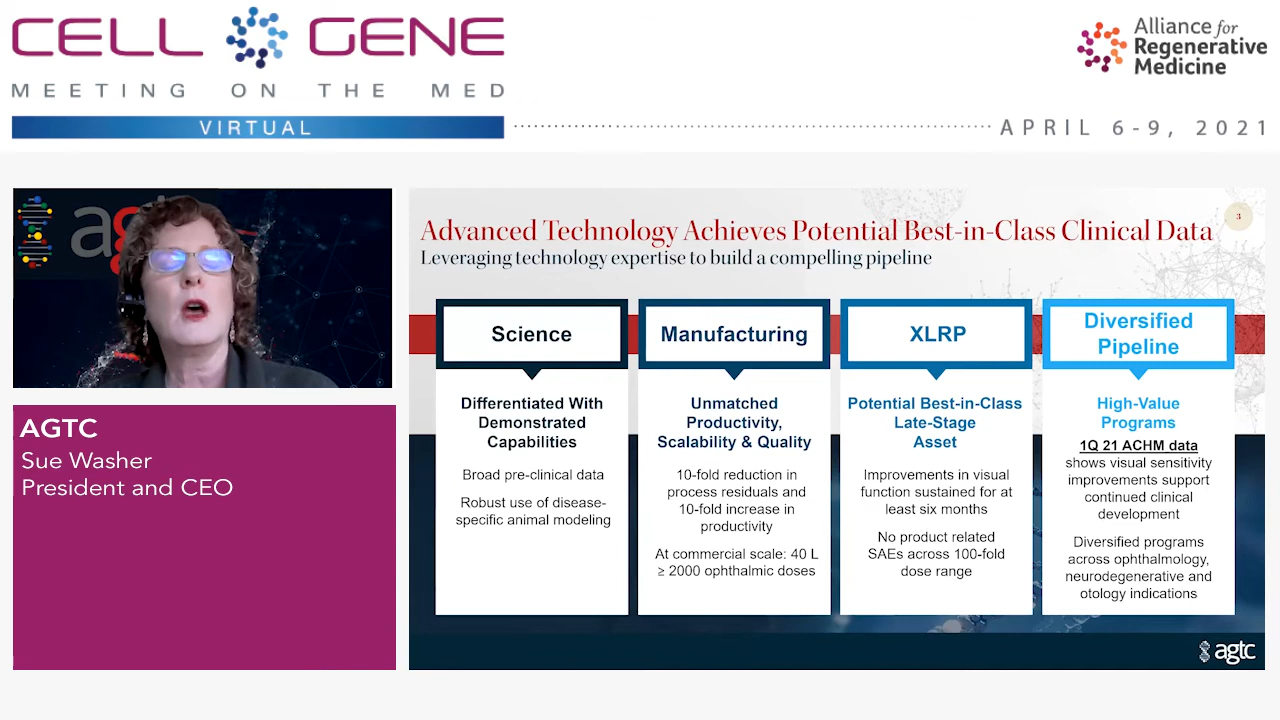 CELL GENE
MEETING ON THE MED
VIRTUAL
Alliance for
Regenerative
Medicine
APRIL 6-9, 2021
agtc
AGTC
Sue Washer
President and CEO
3
Advanced Technology Achieves Potential Best-in-Class Clinical Data
Leveraging technology expertise to build a compelling pipeline
Science
Differentiated With
Demonstrated
Capabilities
Broad pre-clinical data
Robust use of disease-
specific animal modeling
Manufacturing
Unmatched
Productivity,
Scalability & Quality
10-fold reduction in
process residuals and
10-fold increase in
productivity
At commercial scale: 40 L
≥ 2000 ophthalmic doses
XLRP
Potential Best-in-Class
Late-Stage
Asset
Improvements in visual
function sustained for at
least six months
No product related
SAEs across 100-fold
dose range
Diversified
Pipeline
High-Value
Programs
1Q 21 ACHM data
shows visual sensitivity
improvements support
continued clinical
development
Diversified programs
across ophthalmology,
neurodegenerative and
otology indications
agtc